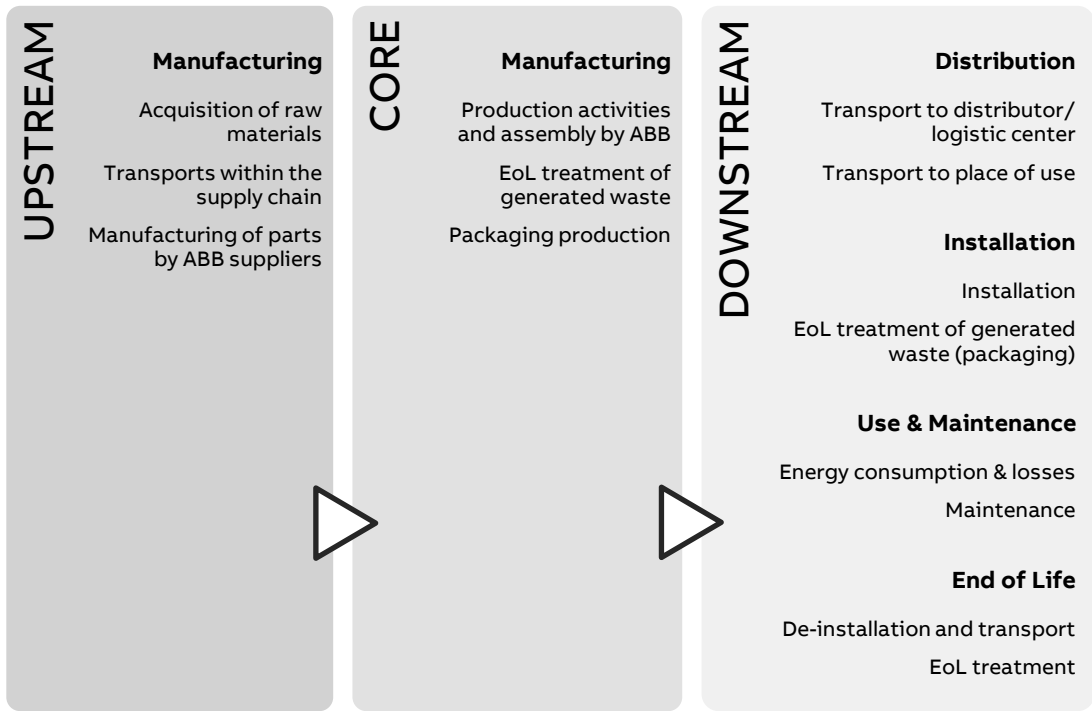 UPSTREAM
Manufacturing
Acquisition of raw
materials
Transports within the
supply chain
Manufacturing of parts
by ABB suppliers
CORE
Manufacturing
Production activities
and assembly by ABB
EoL treatment of
generated waste
Packaging production
DOWNSTREAM
Distribution
Transport to distributor/
logistic center
Transport to place of use
Installation
Installation
EoL treatment of generated
waste (packaging)
Use & Maintenance
Energy consumption & losses
Maintenance
End of Life
De-installation and transport
EoL treatment